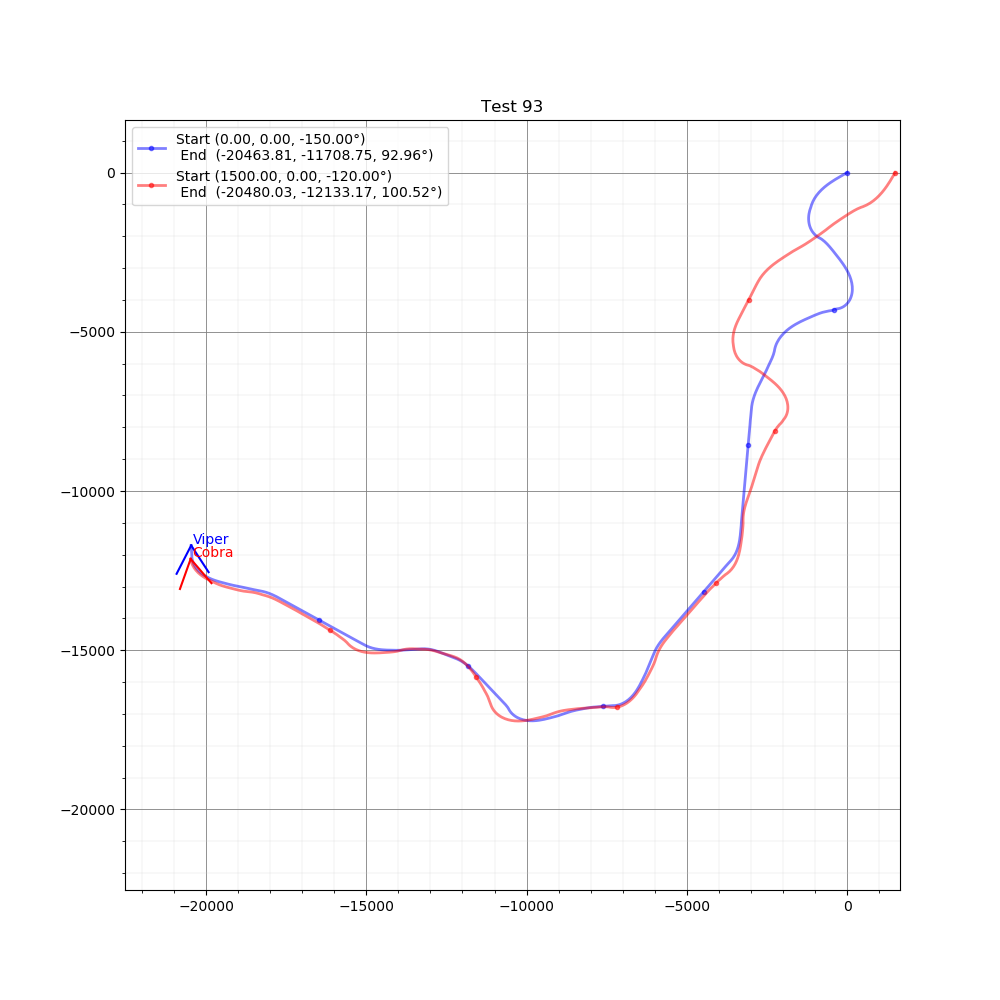 Test 93
Start (0.00, 0.00, -150.00°)
End  (-20463.81, -11708.75, 92.96°)
Start (1500.00, 0.00, -120.00°)
End  (-20480.03, -12133.17, 100.52°)
0
−5000
−10000
−15000
−20000
Viper
Cobra
−20000 −15000 −10000 −5000 0